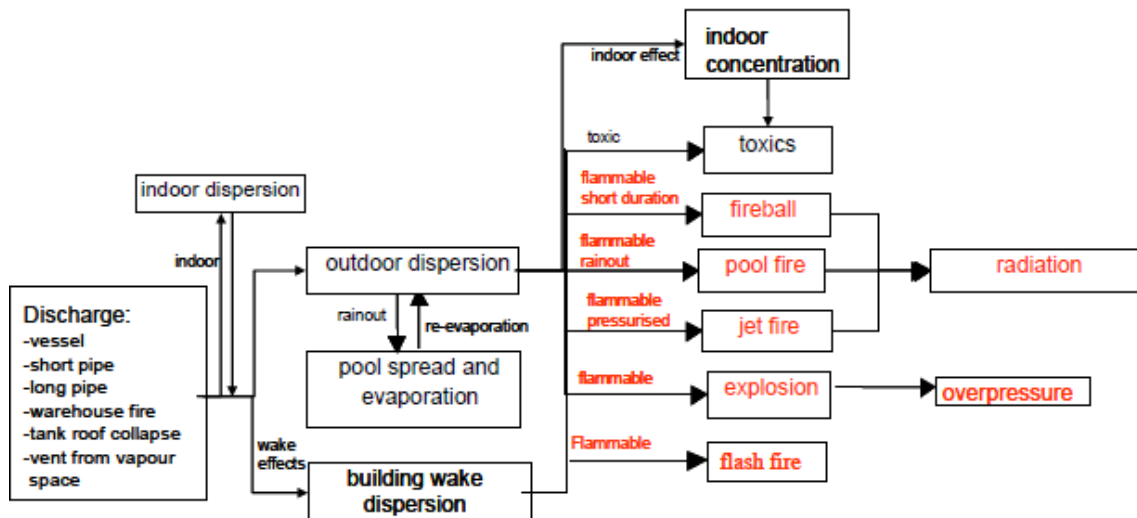 indoor effect
indoor
concentration
toxic
toxics
indoor dispersion
flammable
short duration
fireball
indoor
outdoor dispersion
flammable
rainout
pool fire
radiation
Discharge:
-vessel
-short pipe
-long pipe
-warehouse fire
-tank roof collapse
-vent from vapour
space
rainout
re-evaporation
flammable
pressurised
jet fire
pool spread and
evaporation
flammable
explosion
overpressure
wake
effects
building wake
dispersion
Flammable
flash fire